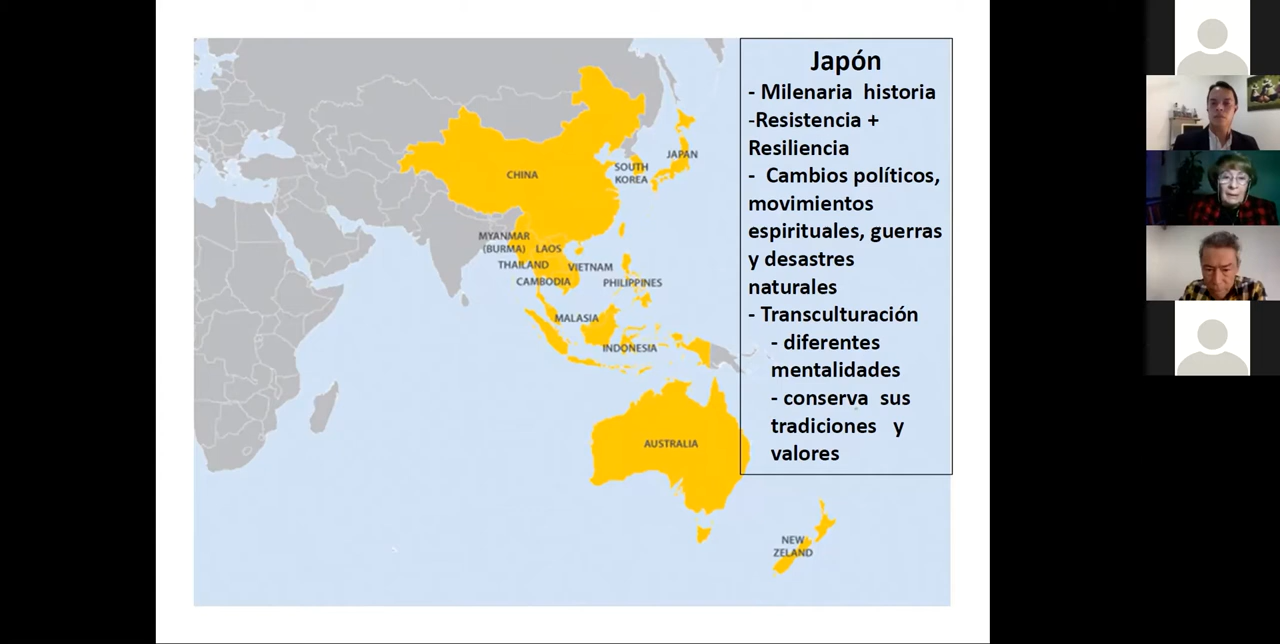 Japón
- Milenaria historia
-Resistencia +
Resiliencia
- Cambios políticos,
movimientos
espirituales, guerras
y desastres
naturales
- Transculturación
- diferentes
mentalidades
- conserva sus
tradiciones y
valores
CHINA
SOUTH
KOREA
JAPAN
MYANMAR
(BURMA)
LAOS
THAILAND
VIETNAM
CAMBODIA
PHILIPPINES
MALASIA
INDONESIA
AUSTRALIA
NEW
ZELAND